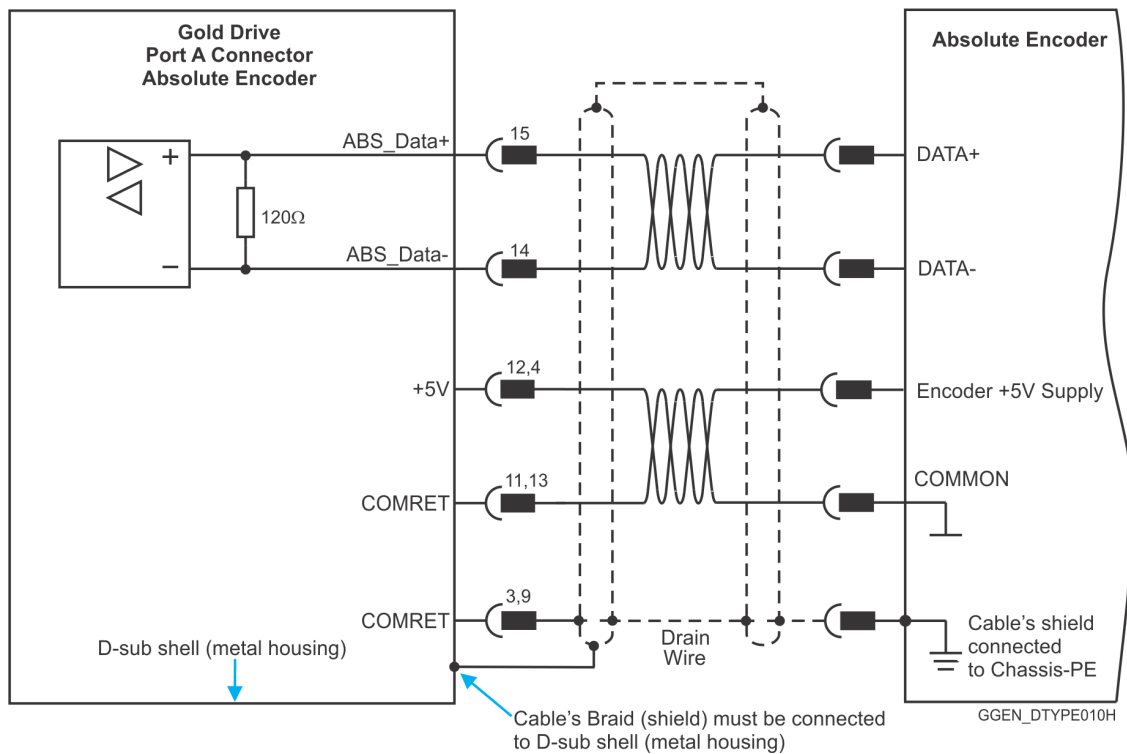 Gold Drive
Port A Connector
Absolute Encoder
Absolute Encoder
+
−
120Ω
ABS_Data+
15
DATA+
ABS_Data-
14
DATA-
+5V
12,4
Encoder +5V Supply
COMRET
11,13
COMMON
COMRET
3,9
Drain
Wire
Cable's shield
connected
to Chassis-PE
D-sub shell (metal housing)
Cable's Braid (shield) must be connected
to D-sub shell (metal housing)
GGEN_DTYPE010H